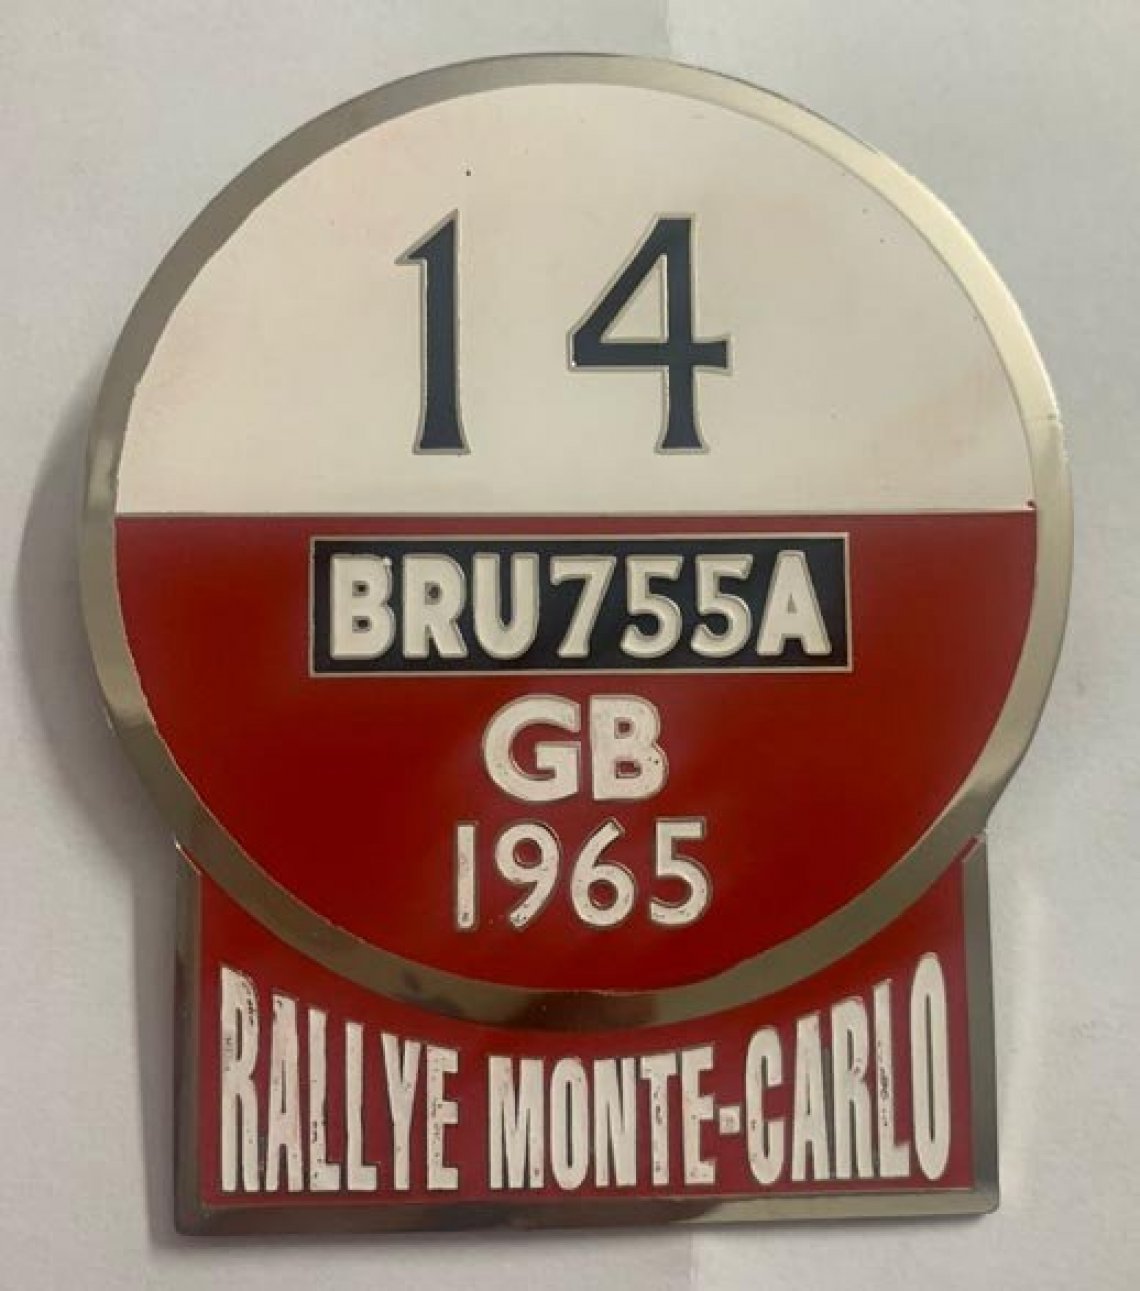 14
BRU755A
GB
1965
RALLYE MONTE-CARLO